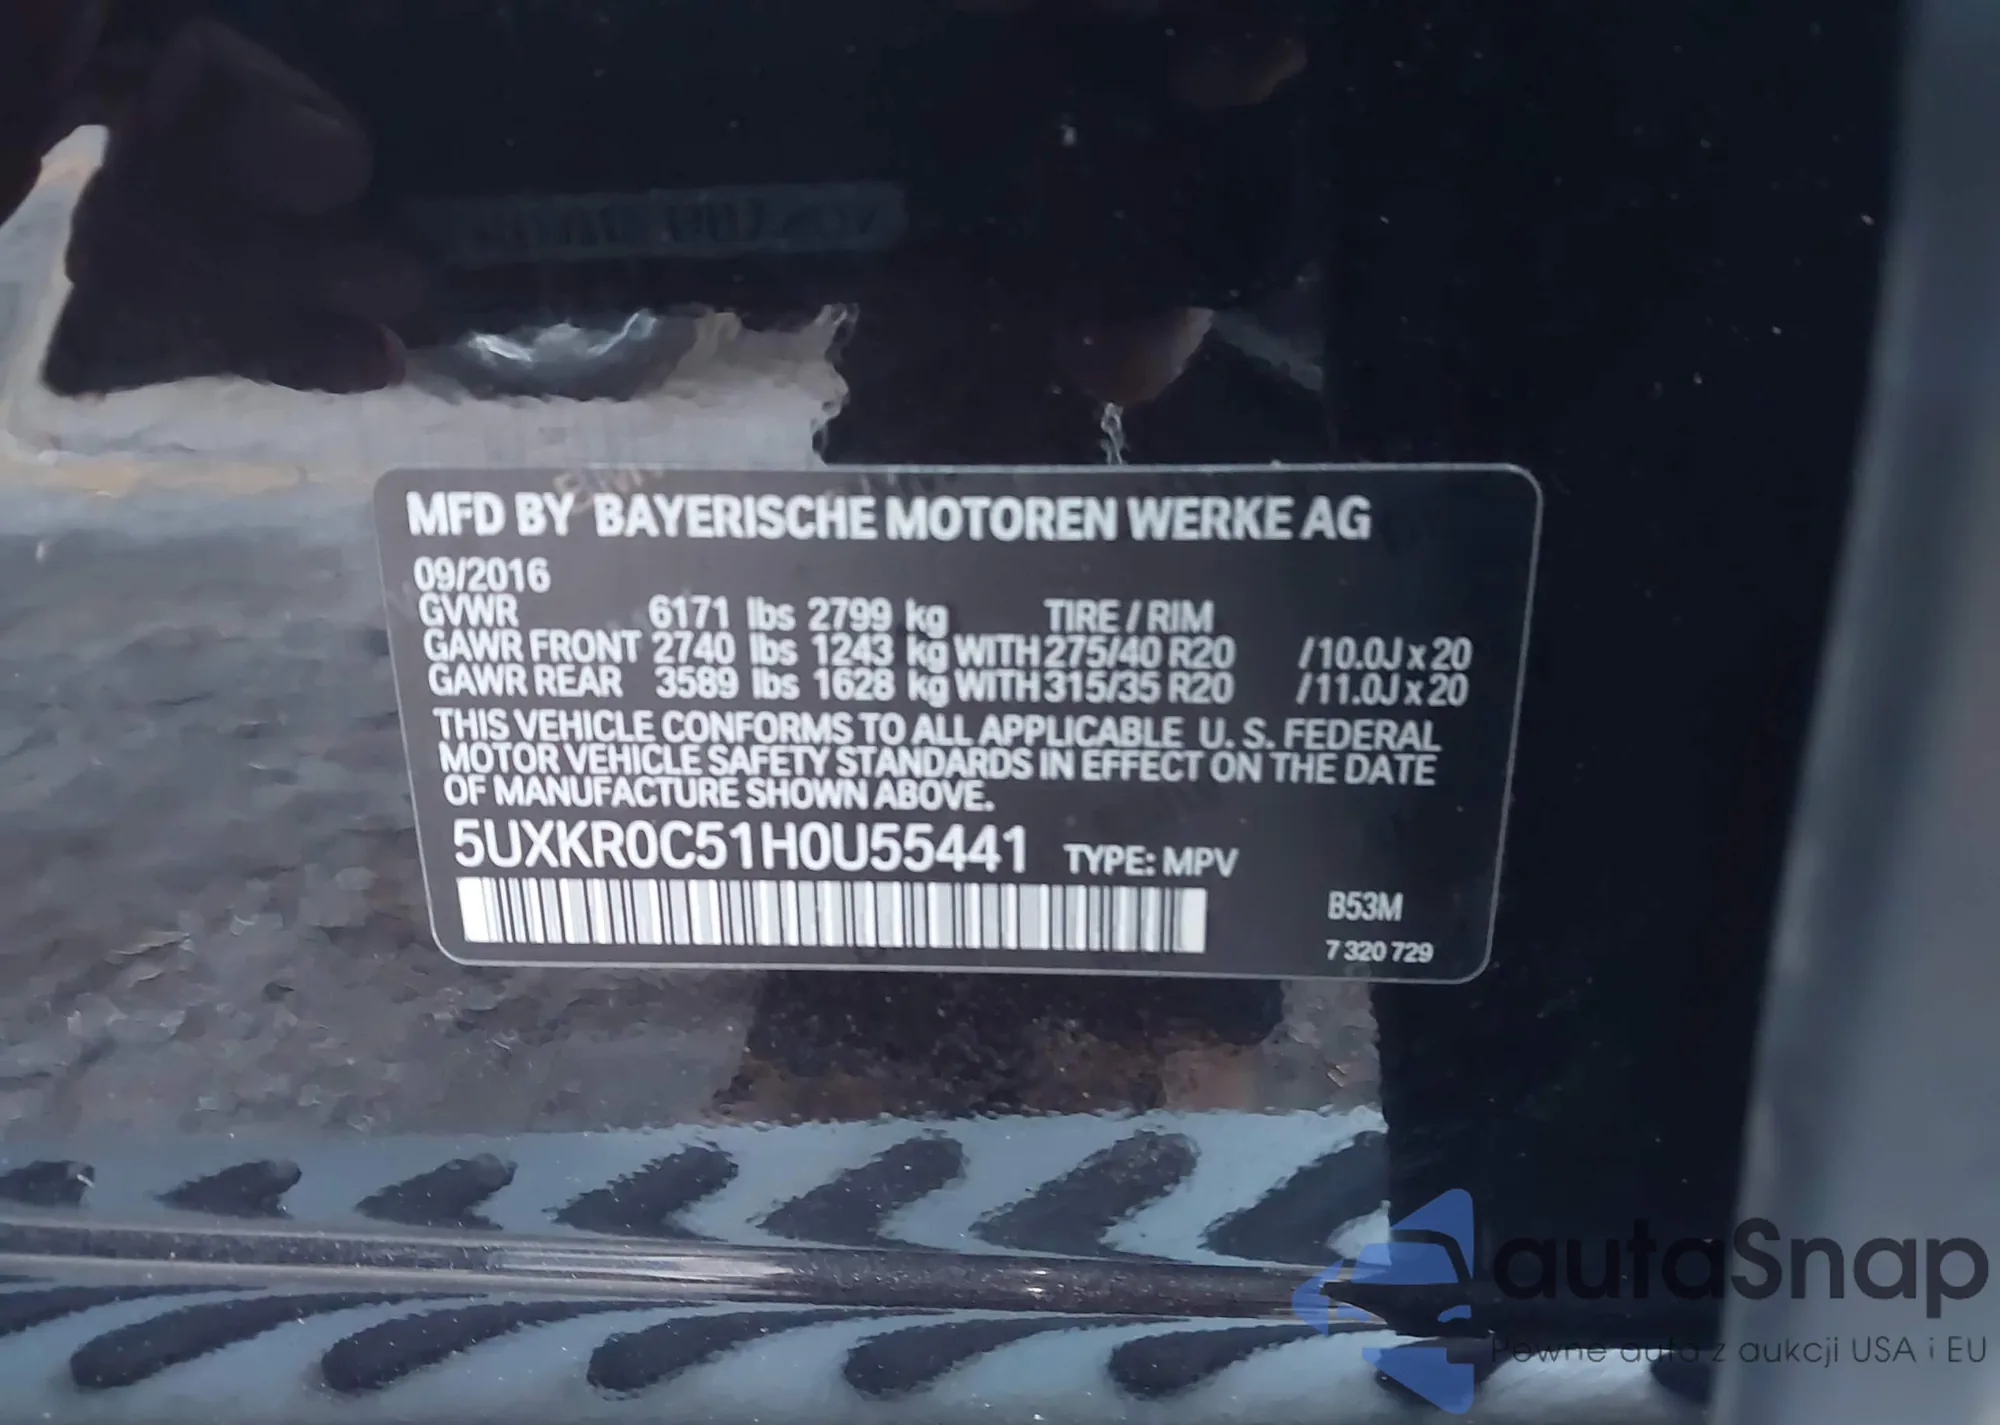 MFD BY BAYERISCHE MOTOREN WERKE AG
09/2016
GVWR 6171 lbs 2799 kg TIRE / RIM
GAWR FRONT 2740 lbs 1243 kg WITH 275/40 R20 /10.0J x 20
GAWR REAR 3589 lbs 1628 kg WITH 315/35 R20 /11.0J x 20
THIS VEHICLE CONFORMS TO ALL APPLICABLE U.S. FEDERAL
MOTOR VEHICLE SAFETY STANDARDS IN EFFECT ON THE DATE
OF MANUFACTURE SHOWN ABOVE.
5UXKR0C51H0U55441 TYPE: MPV
B53M
7 320 729
autaSnap
Pewne auta z aukcji USA i EU